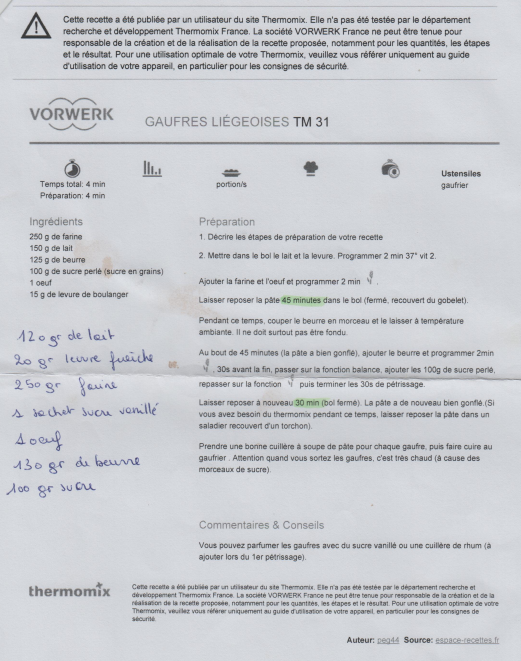 Cette recette a été publiée par un utilisateur du site Thermomix. Elle n'a pas été testée par le département
recherche et développement Thermomix France. La société VORWERK France ne peut être tenue pour
responsable de la création et de la réalisation de la recette proposée, notamment pour les quantités, les étapes
et le résultat. Pour une utilisation optimale de votre Thermomix, veuillez vous référer uniquement au guide
d'utilisation de votre appareil, en particulier pour les consignes de sécurité.
VORWERK
GAUFRES LIÉGEOISES TM 31
Temps total: 4 min
Préparation: 4 min
portion/s
Ustensiles
gaufrier
Ingrédients
250 g de farine
150 g de lait
125 g de beurre
100 g de sucre perlé (sucre en grains)
1 oeuf
15 g de levure de boulanger
120 gr de lait
20 gr levure fraîche
250 gr farine
1 sachet sucre vanillé
1 oeuf
130 gr de beurre
100 gr sucre
Préparation
1. Décrire les étapes de préparation de votre recette
2. Mettre dans le bol le lait et la levure. Programmer 2 min 37° vit 2.
Ajouter la farine et l'oeuf et programmer 2 min
Laisser reposer la pâte 45 minutes dans le bol (fermé, recouvert du gobelet).
Pendant ce temps, couper le beurre en morceau et le laisser à température
ambiante. Il ne doit surtout pas être fondu.
Au bout de 45 minutes (la pâte a bien gonflé), ajouter le beurre et programmer 2min
. 30s avant la fin, passer sur la fonction balance, ajouter les 100g de sucre perlé,
repasser sur la fonction puis terminer les 30s de pétrissage.
Laisser reposer à nouveau 30 min (bol fermé). La pâte a de nouveau bien gonflé.(Si
vous avez besoin du thermomix pendant ce temps, laisser reposer la pâte dans un
saladier recouvert d'un torchon).
Prendre une bonne cuillère à soupe de pâte pour chaque gaufre, puis faire cuire au
gaufrier . Attention quand vous sortez les gaufres, c'est très chaud (à cause des
morceaux de sucre).
Commentaires & Conseils
Vous pouvez parfumer les gaufres avec du sucre vanillé ou une cuillère de rhum (à
ajouter lors du 1er pétrissage).
thermomix
Cette recette a été publiée par un utilisateur du site Thermomix. Elle n'a pas été testée par le département recherche et
développement Thermomix France. La société VORWERK France ne peut être tenue pour responsable de la création et de la
réalisation de la recette proposée, notamment pour les quantités, les étapes et le résultat. Pour une utilisation optimale de votre
Thermomix, veuillez vous référer uniquement au guide d'utilisation de votre appareil, en particulier pour les consignes de
sécurité.
Auteur: peg44 Source: espace-recettes.fr